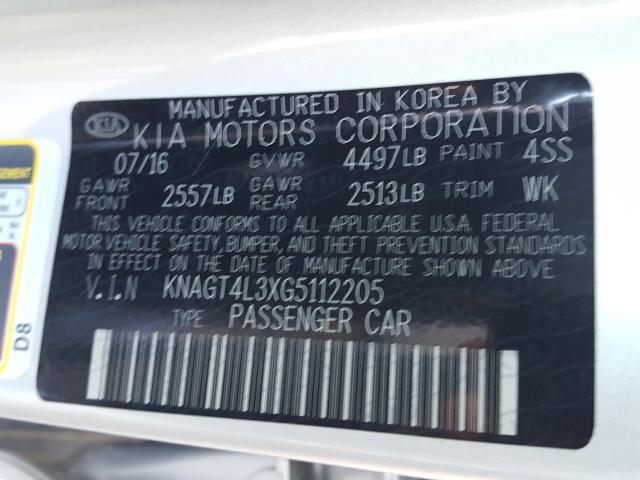 MANUFACTURED IN KOREA BY
KIA KIA MOTORS CORPORATION
07/16 GVWR 4497LB PAINT 4SS
GAWR FRONT 2557LB GAWR REAR 2513LB TRIM WK
THIS VEHICLE CONFORMS TO ALL APPLICABLE U.S.A. FEDERAL
MOTOR VEHICLE SAFETY, BUMPER, AND THEFT PREVENTION STANDARDS
IN EFFECT ON THE DATE OF MANUFACTURE SHOWN ABOVE
V.I.N KNAGT4L3XG5112205
TYPE PASSENGER CAR
D8